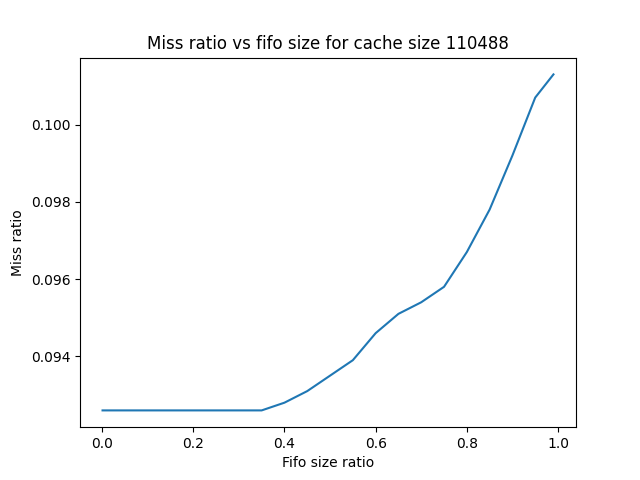 Miss ratio vs fifo size for cache size 110488
0.100
0.098
0.096
0.094
Miss ratio
0.0 0.2 0.4 0.6 0.8 1.0
Fifo size ratio